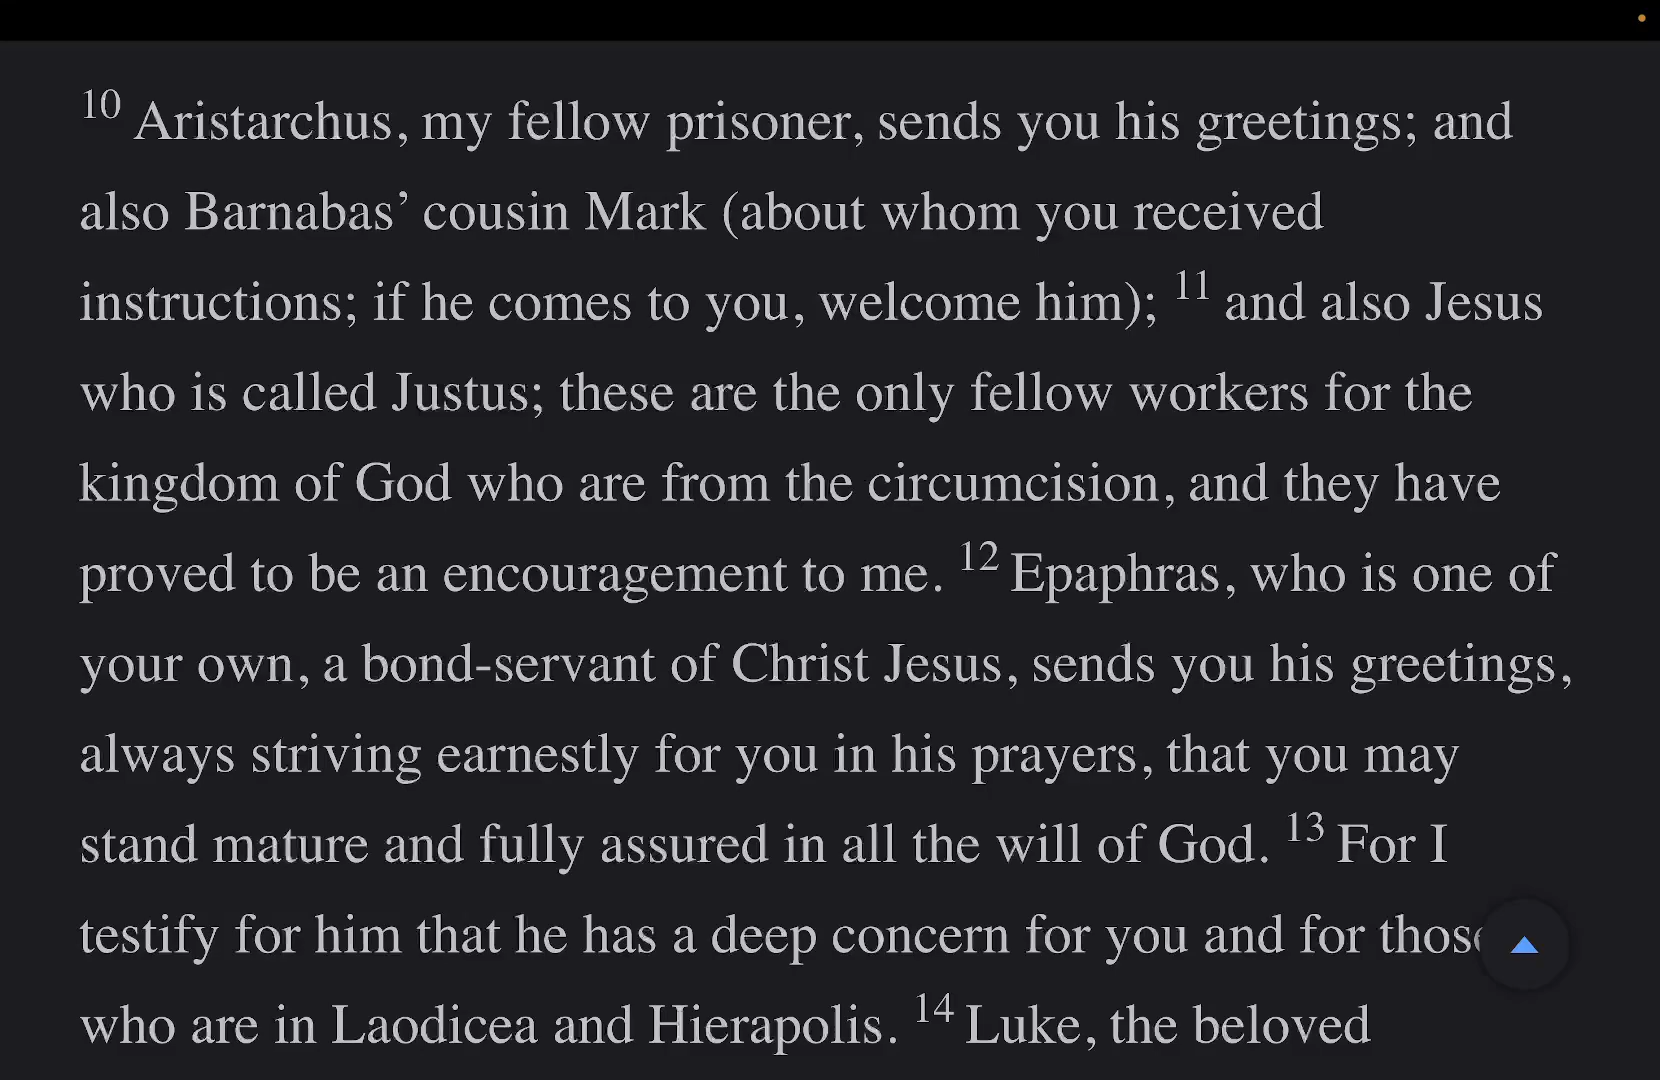 10 Aristarchus, my fellow prisoner, sends you his greetings; and
also Barnabas’ cousin Mark (about whom you received
instructions; if he comes to you, welcome him); 11 and also Jesus
who is called Justus; these are the only fellow workers for the
kingdom of God who are from the circumcision, and they have
proved to be an encouragement to me. 12 Epaphras, who is one of
your own, a bond-servant of Christ Jesus, sends you his greetings,
always striving earnestly for you in his prayers, that you may
stand mature and fully assured in all the will of God. 13 For I
testify for him that he has a deep concern for you and for those
who are in Laodicea and Hierapolis. 14 Luke, the beloved